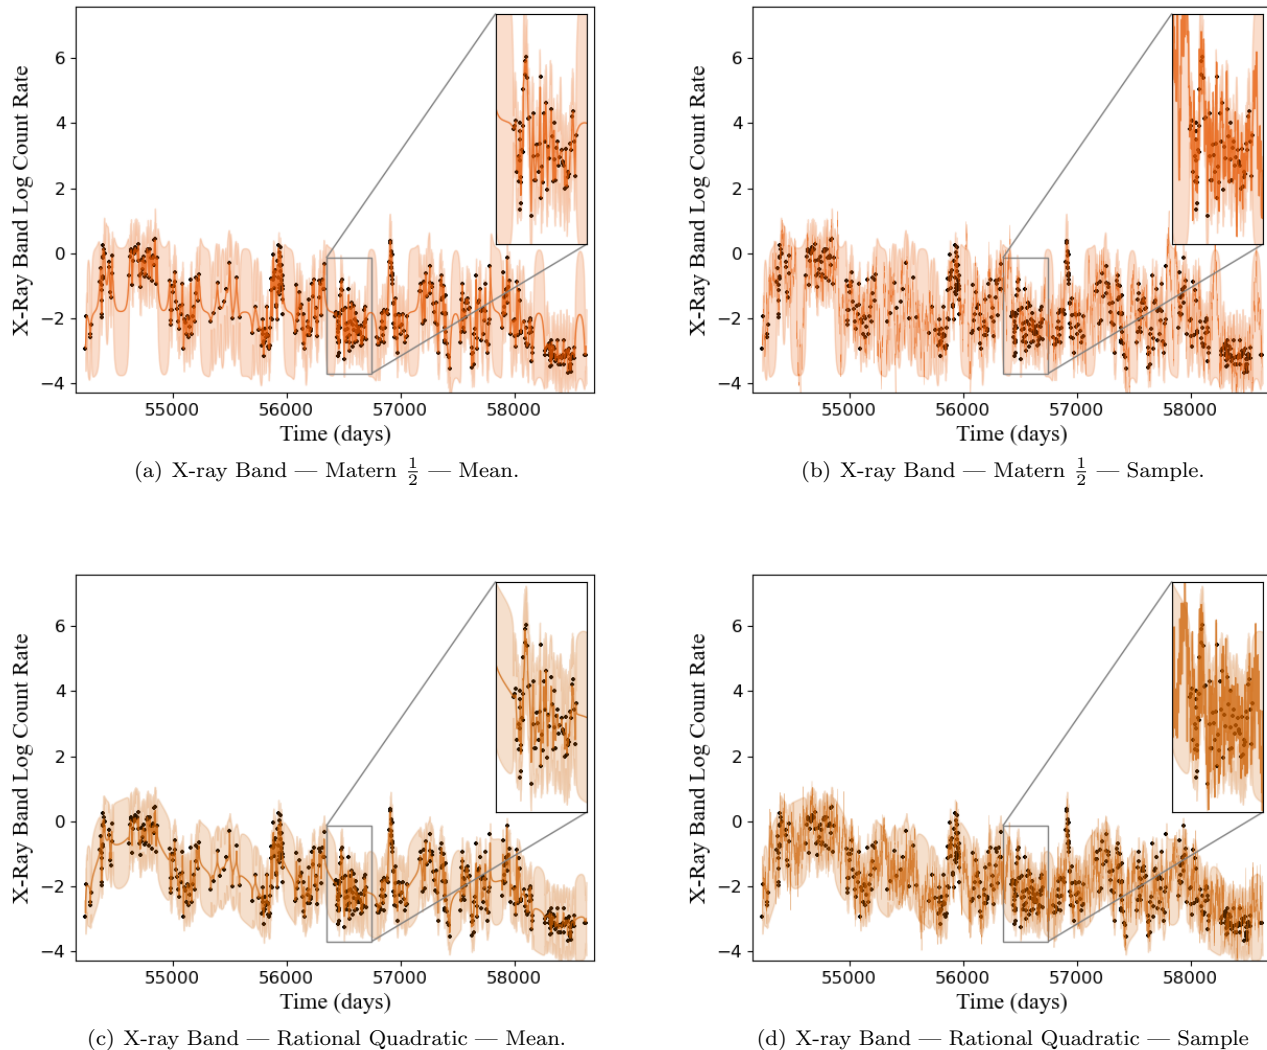 X-Ray Band Log Count Rate
6
4
2
0
−2
−4
55000 56000 57000 58000
Time (days)
(a) X-ray Band — Matern 1/2 — Mean.
X-Ray Band Log Count Rate
6
4
2
0
−2
−4
55000 56000 57000 58000
Time (days)
(b) X-ray Band — Matern 1/2 — Sample.
X-Ray Band Log Count Rate
6
4
2
0
−2
−4
55000 56000 57000 58000
Time (days)
(c) X-ray Band — Rational Quadratic — Mean.
X-Ray Band Log Count Rate
6
4
2
0
−2
−4
55000 56000 57000 58000
Time (days)
(d) X-ray Band — Rational Quadratic — Sample